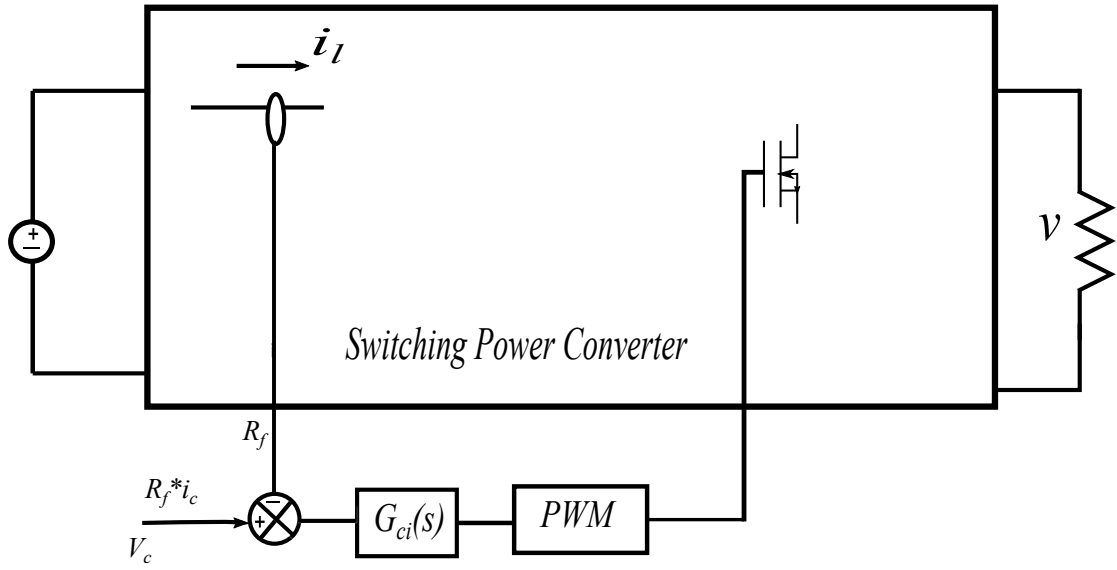 i_l
+
−
v
Switching Power Converter
R_f
R_f*i_c
−
+
G_ci(s)
PWM
V_c